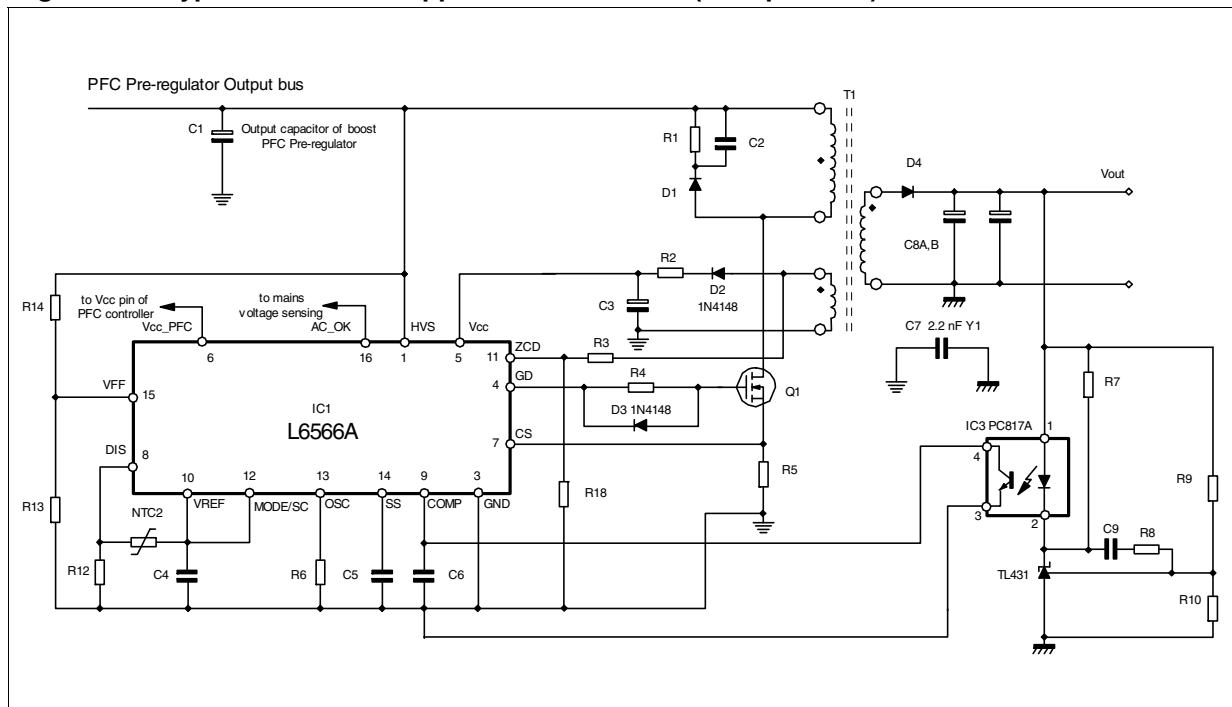 PFC Pre-regulator Output bus
T1
C1
Output capacitor of boost
PFC Pre-regulator
R1
C2
D4
Vout
D1
C8A,B
R2
D2
1N4148
C3
R14
to Vcc pin of
PFC controller
to mains
voltage sensing
Vcc_PFC
AC_OK
HVS
Vcc
6
16
1
5
ZCD
11
R3
C7 2.2 nF Y1
R7
VFF
15
GD
4
R4
Q1
D3 1N4148
IC1
L6566A
CS
7
IC3 PC817A
1
4
DIS
8
R5
R9
10
12
13
14
9
3
R18
3
2
R13
NTC2
VREF
MODE/SC
OSC
SS
COMP
GND
C9
R8
R12
C4
R6
C5
C6
TL431
R10